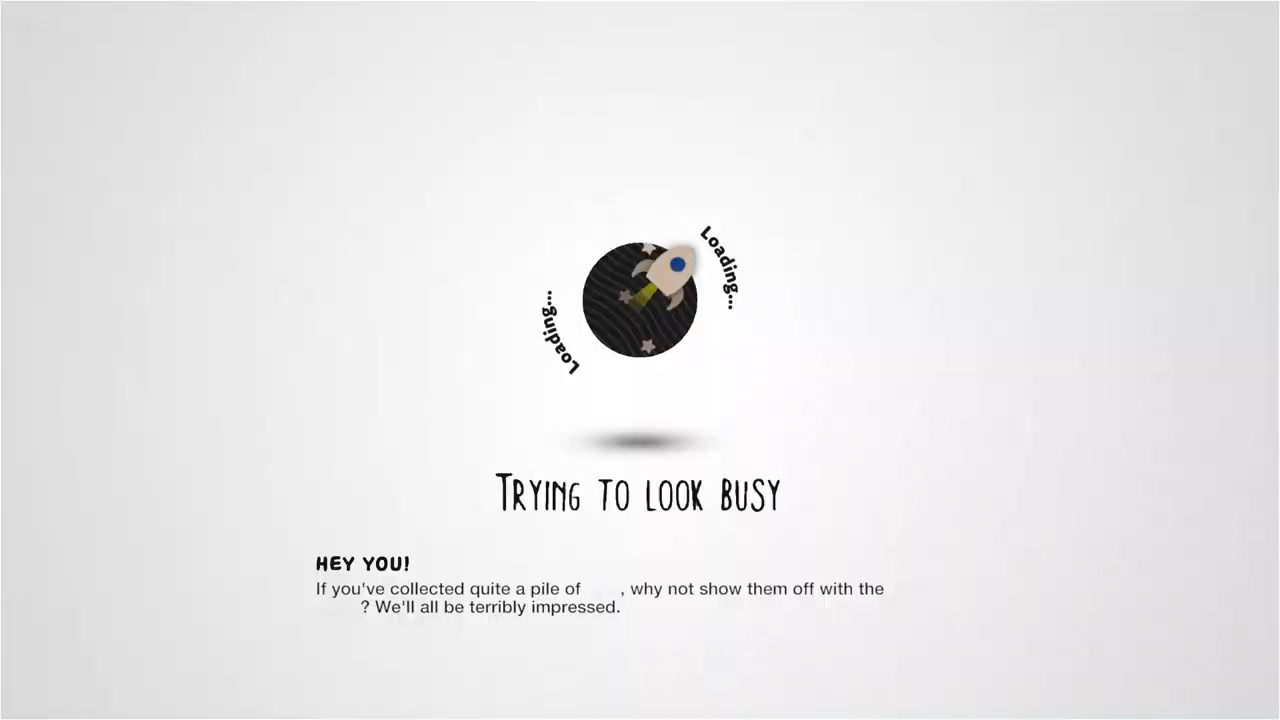 Loading...
Loading...
Trying to look busy
HEY YOU!
If you've collected quite a pile of , why not show them off with the
? We'll all be terribly impressed.